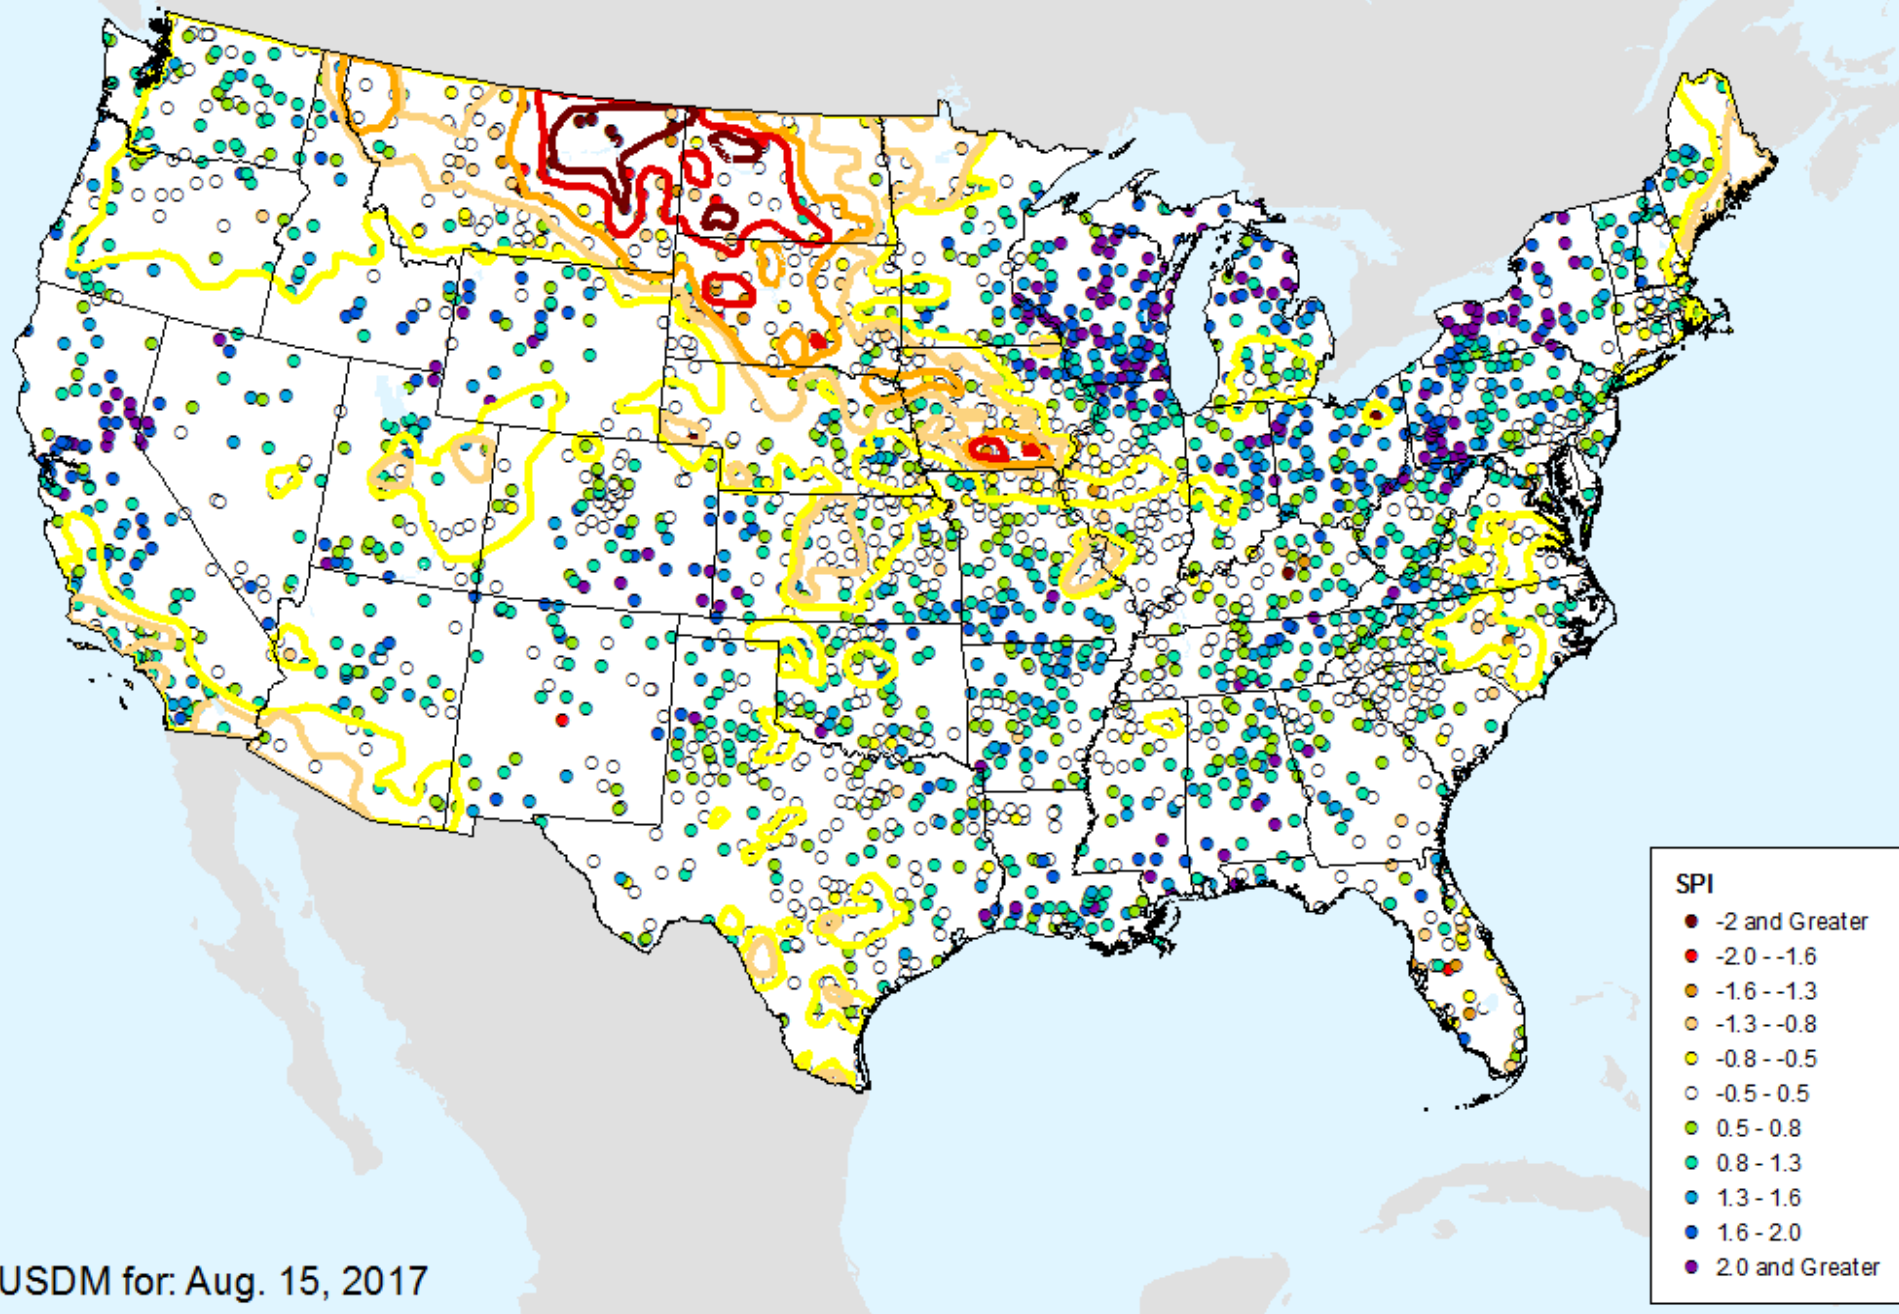 SPI
-2 and Greater
-2.0 - -1.6
-1.6 - -1.3
-1.3 - -0.8
-0.8 - -0.5
-0.5 - 0.5
0.5 - 0.8
0.8 - 1.3
1.3 - 1.6
1.6 - 2.0
2.0 and Greater
USDM for: Aug. 15, 2017